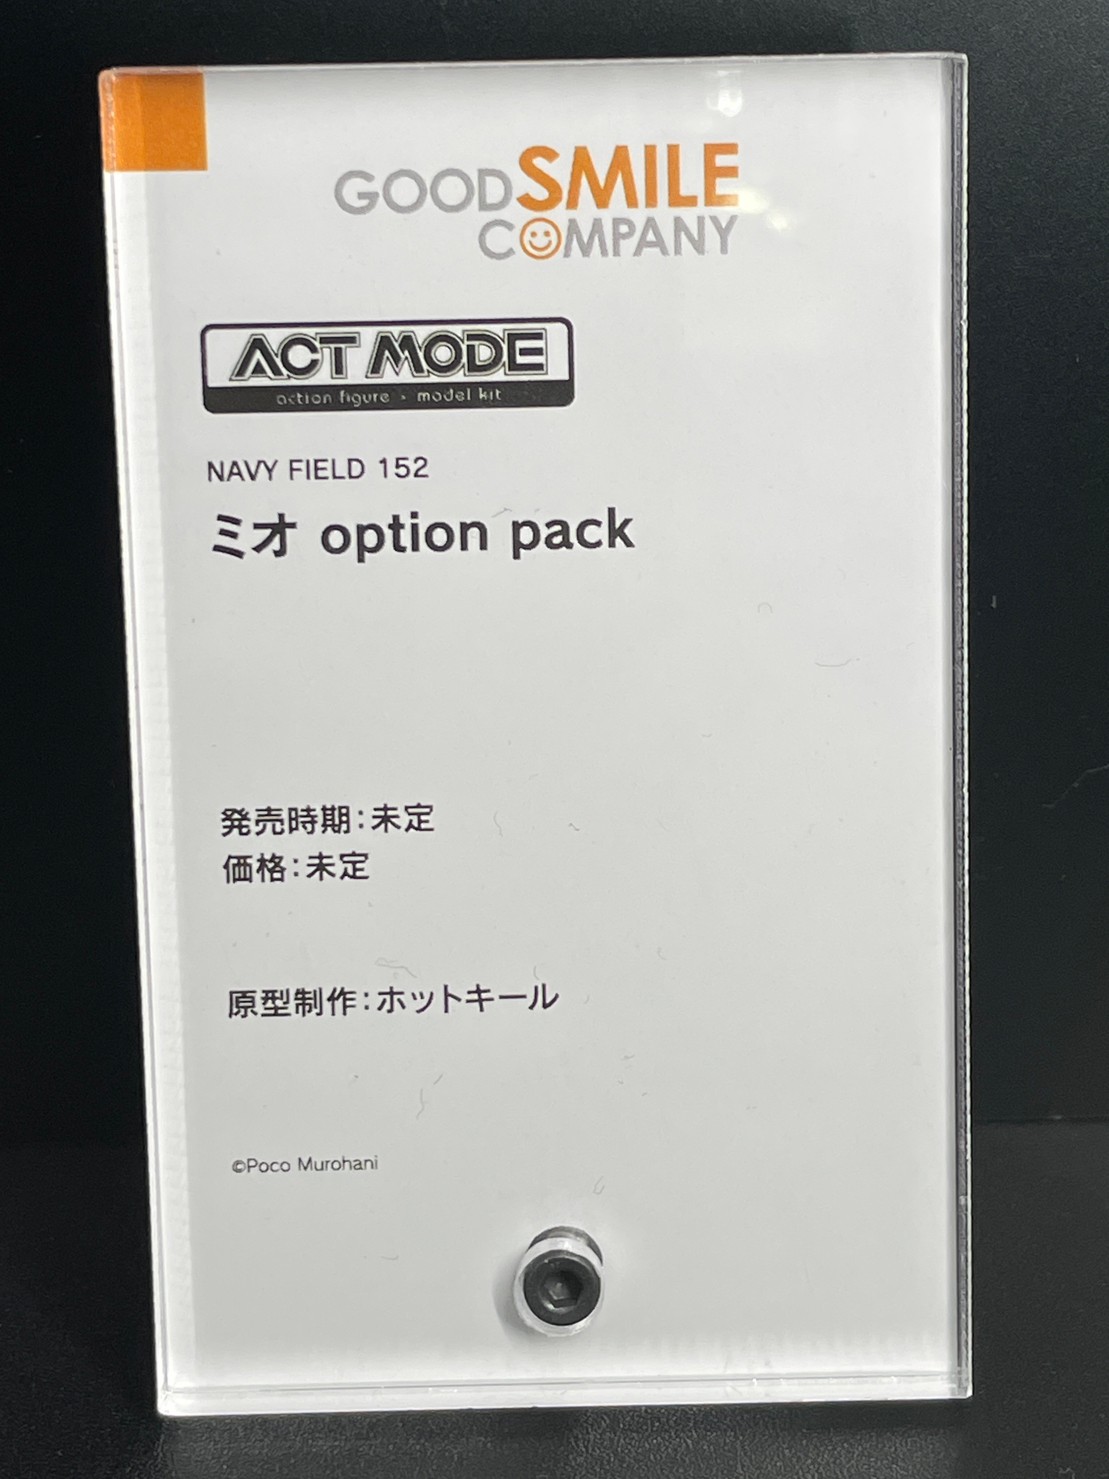 GOOD SMILE
COMPANY
ACT MODE
action figure • model kit
NAVY FIELD 152
ミオ option pack
発売時期:未定
価格:未定
原型制作:ホットキール
©Poco Murohani